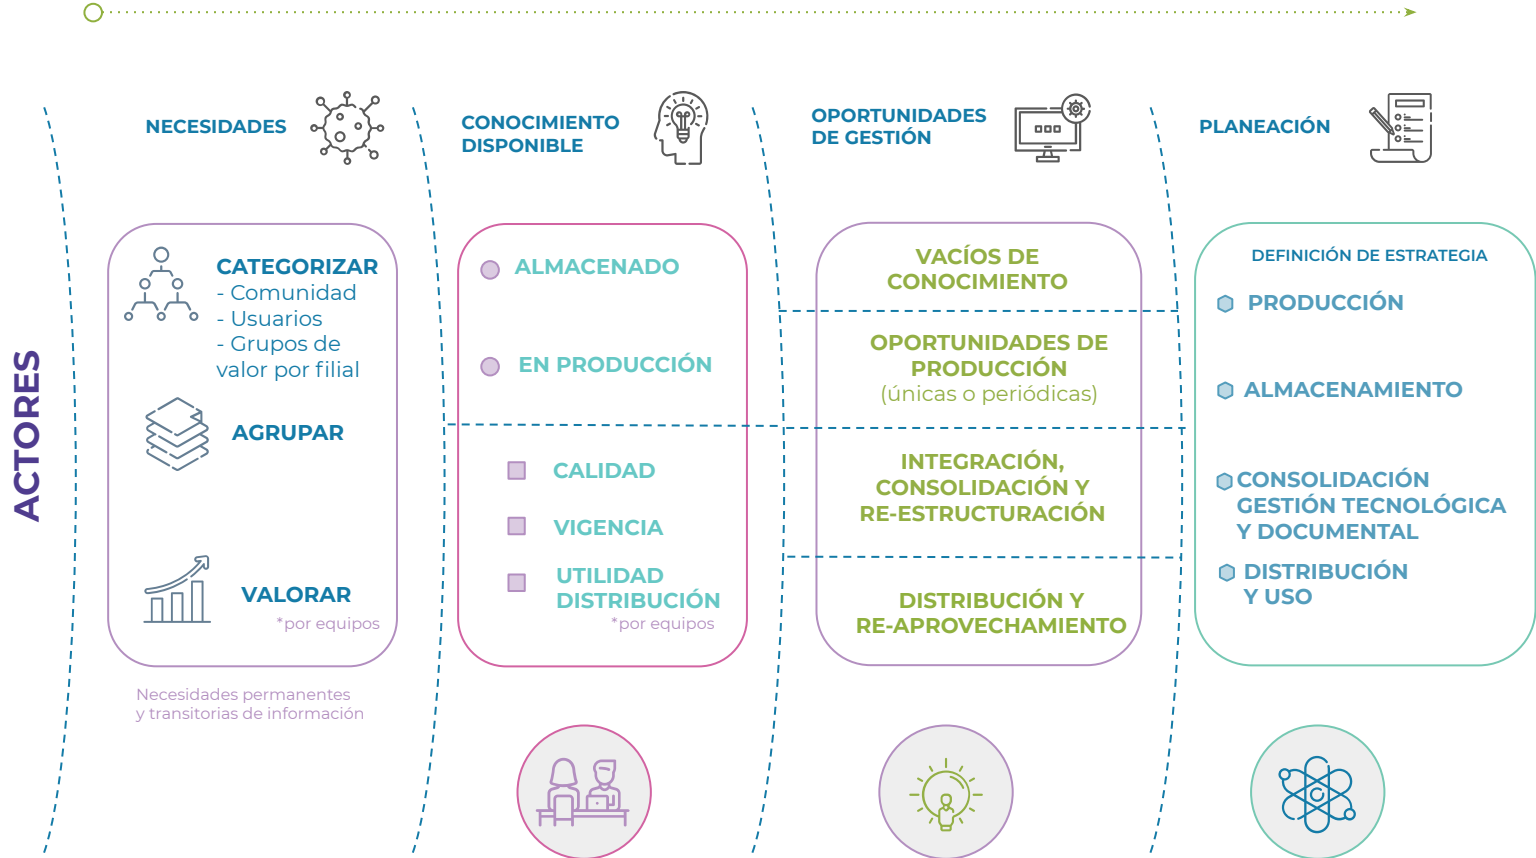 ACTORES
NECESIDADES
CATEGORIZAR
- Comunidad
- Usuarios
- Grupos de
valor por filial
AGRUPAR
VALORAR
*por equipos
Necesidades permanentes
y transitorias de información
CONOCIMIENTO
DISPONIBLE
ALMACENADO
EN PRODUCCIÓN
CALIDAD
VIGENCIA
UTILIDAD
DISTRIBUCIÓN
*por equipos
OPORTUNIDADES
DE GESTIÓN
VACÍOS DE
CONOCIMIENTO
OPORTUNIDADES DE
PRODUCCIÓN
(únicas o periódicas)
INTEGRACIÓN,
CONSOLIDACIÓN Y
RE-ESTRUCTURACIÓN
DISTRIBUCIÓN Y
RE-APROVECHAMIENTO
PLANEACIÓN
DEFINICIÓN DE ESTRATEGIA
PRODUCCIÓN
ALMACENAMIENTO
CONSOLIDACIÓN
GESTIÓN TECNOLÓGICA
Y DOCUMENTAL
DISTRIBUCIÓN
Y USO